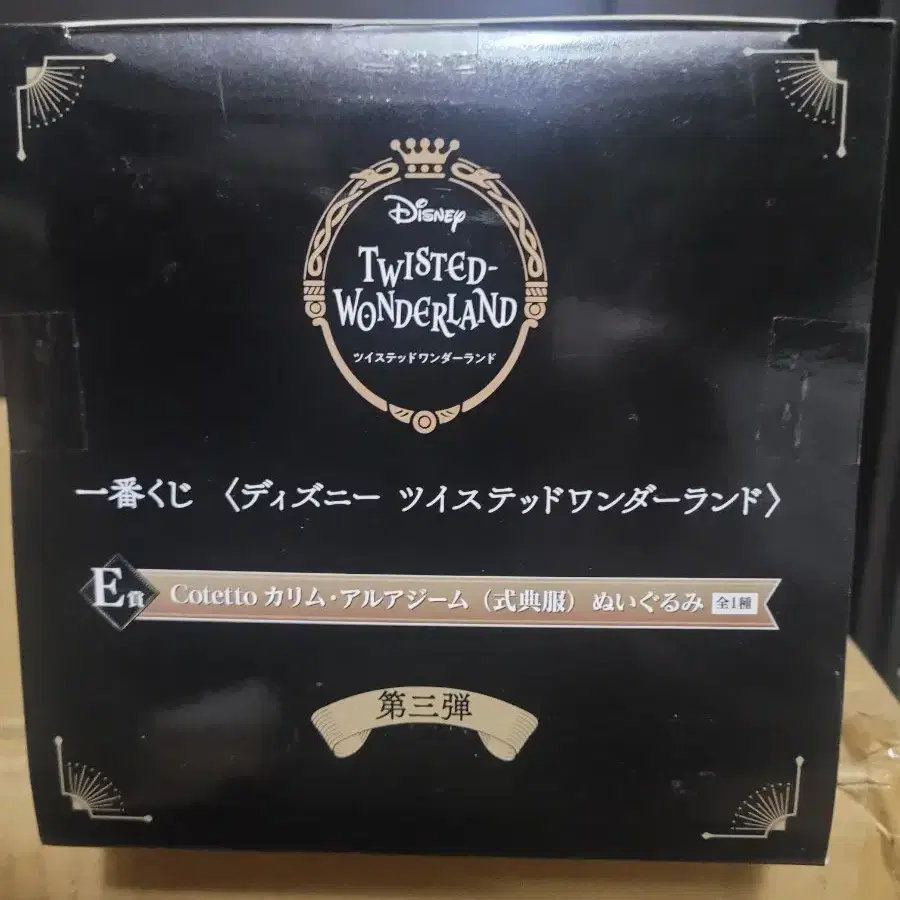 Disney
TWISTED-
WONDERLAND
ツイステッドワンダーランド
一番くじ 〈ディズニー ツイステッドワンダーランド〉
E賞 Cotetto カリム・アルアジーム（式典服）ぬいぐるみ 全1種
第三弾